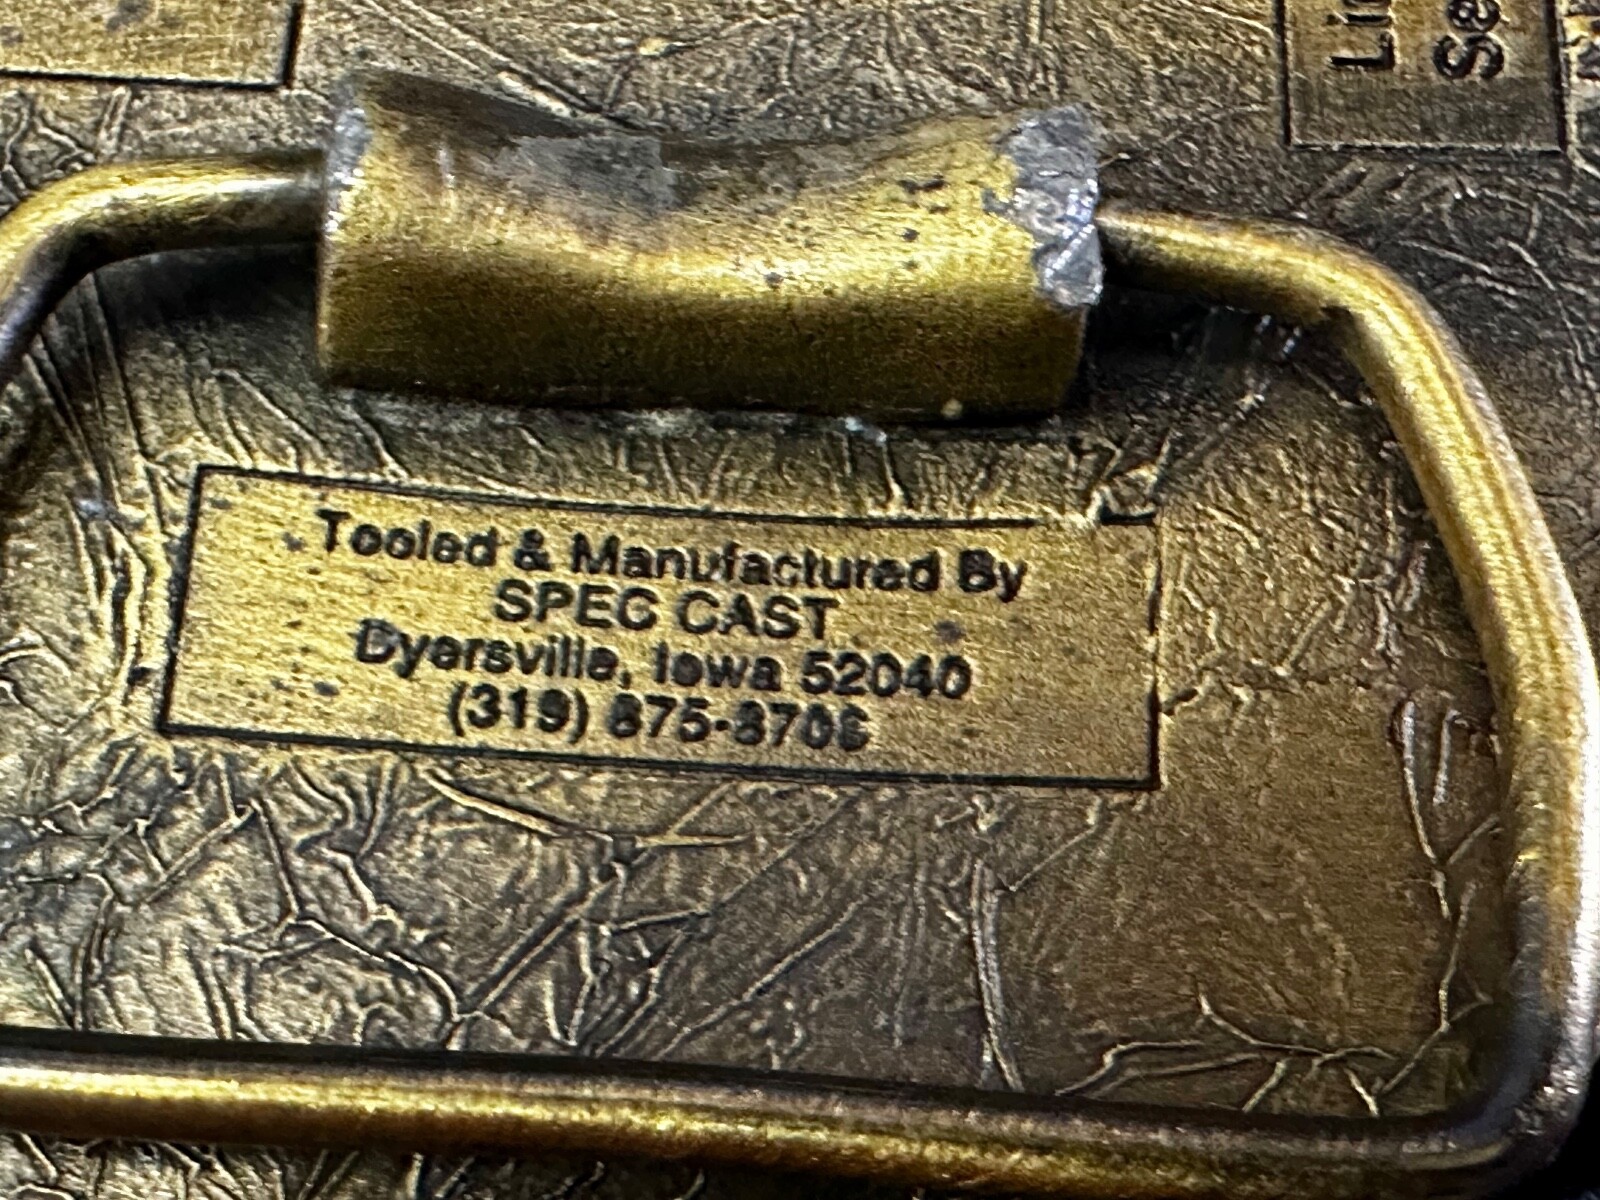 Tooled & Manufactured By
SPEC CAST
Dyersville, Iowa 52040
(319) 875-8706